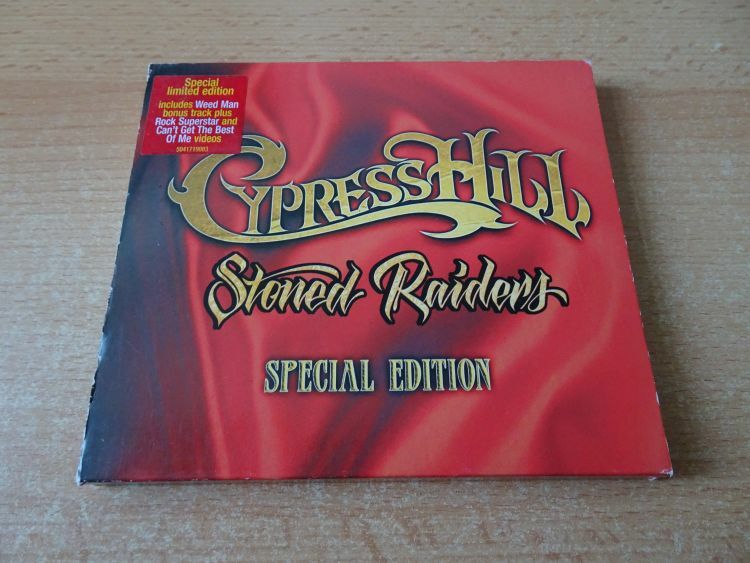 Special
limited edition
includes Weed Man
bonus track plus
Rock Superstar and
Can't Get The Best
Of Me videos
5041719003
CYPRESS HILL
Stoned Raiders
SPECIAL EDITION